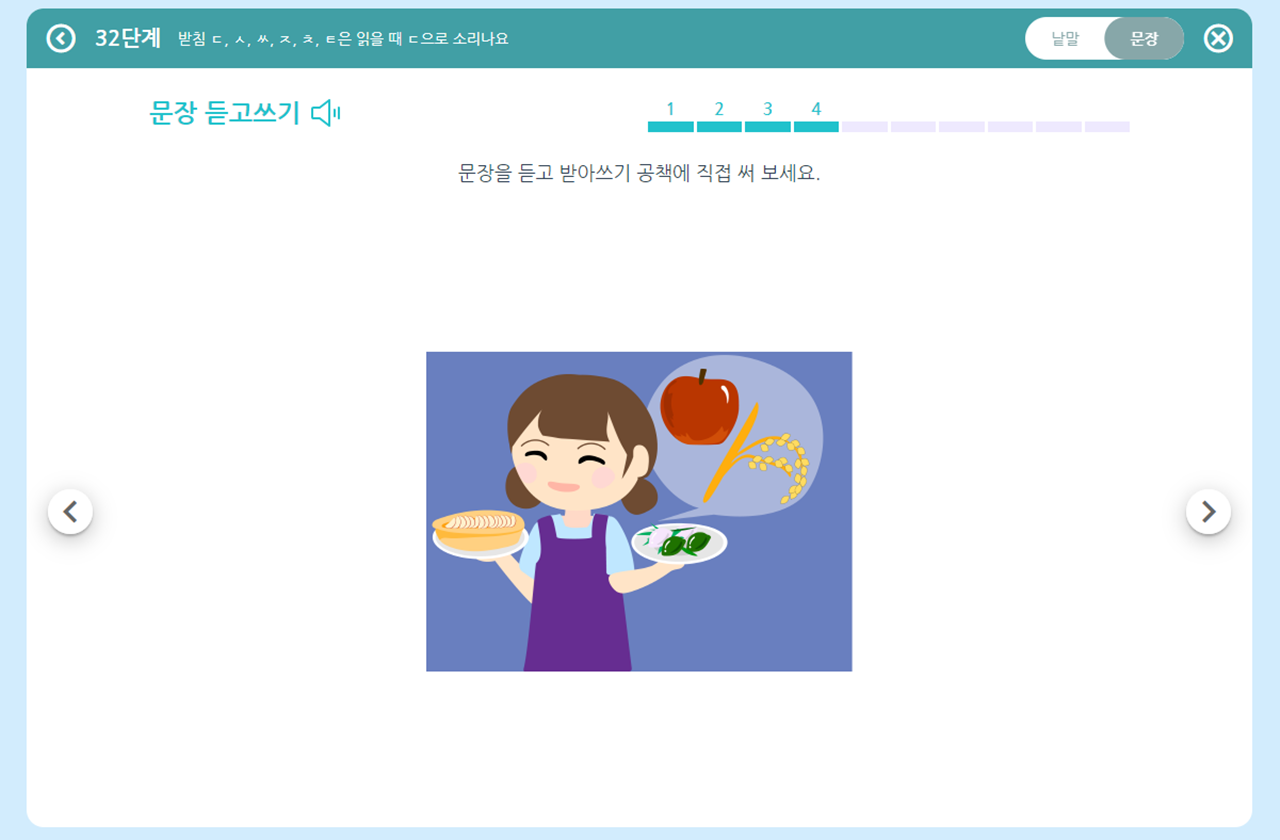 32단계 받침 ㄷ, ㅅ, ㅆ, ㅈ, ㅊ, ㅌ은 읽을 때 ㄷ으로 소리나요 낱말 문장
문장 듣고쓰기 1 2 3 4
문장을 듣고 받아쓰기 공책에 직접 써 보세요.